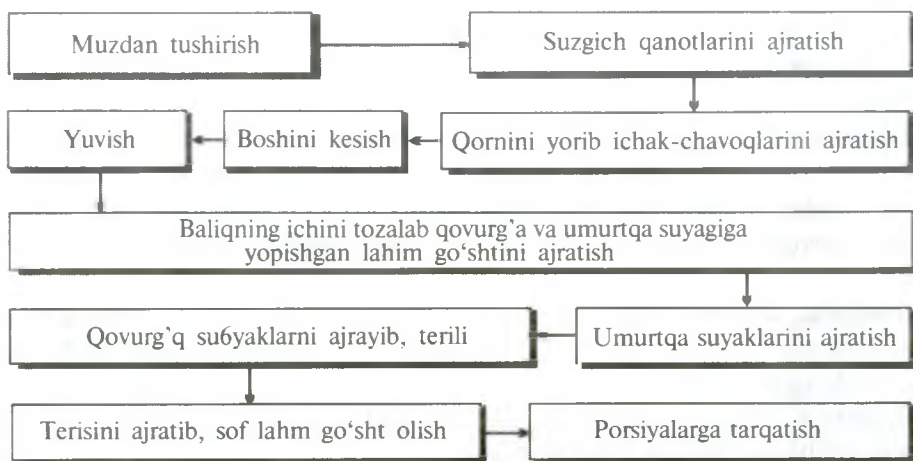 Muzdan tushirish
Suzgich qanotlarini ajratish
Qornini yorib ichak-chavoqlarini ajratish
Boshini kesish
Yuvish
Baliqning ichini tozalab qovurg'a va umurtqa suyagiga
yopishgan lahim go‘shtini ajratish
Umurtqa suyaklarini ajratish
Qovurg'q su6yaklarni ajrayib, terili
Terisini ajratib, sof lahm go‘sht olish
Porsiyalarga tarqatish